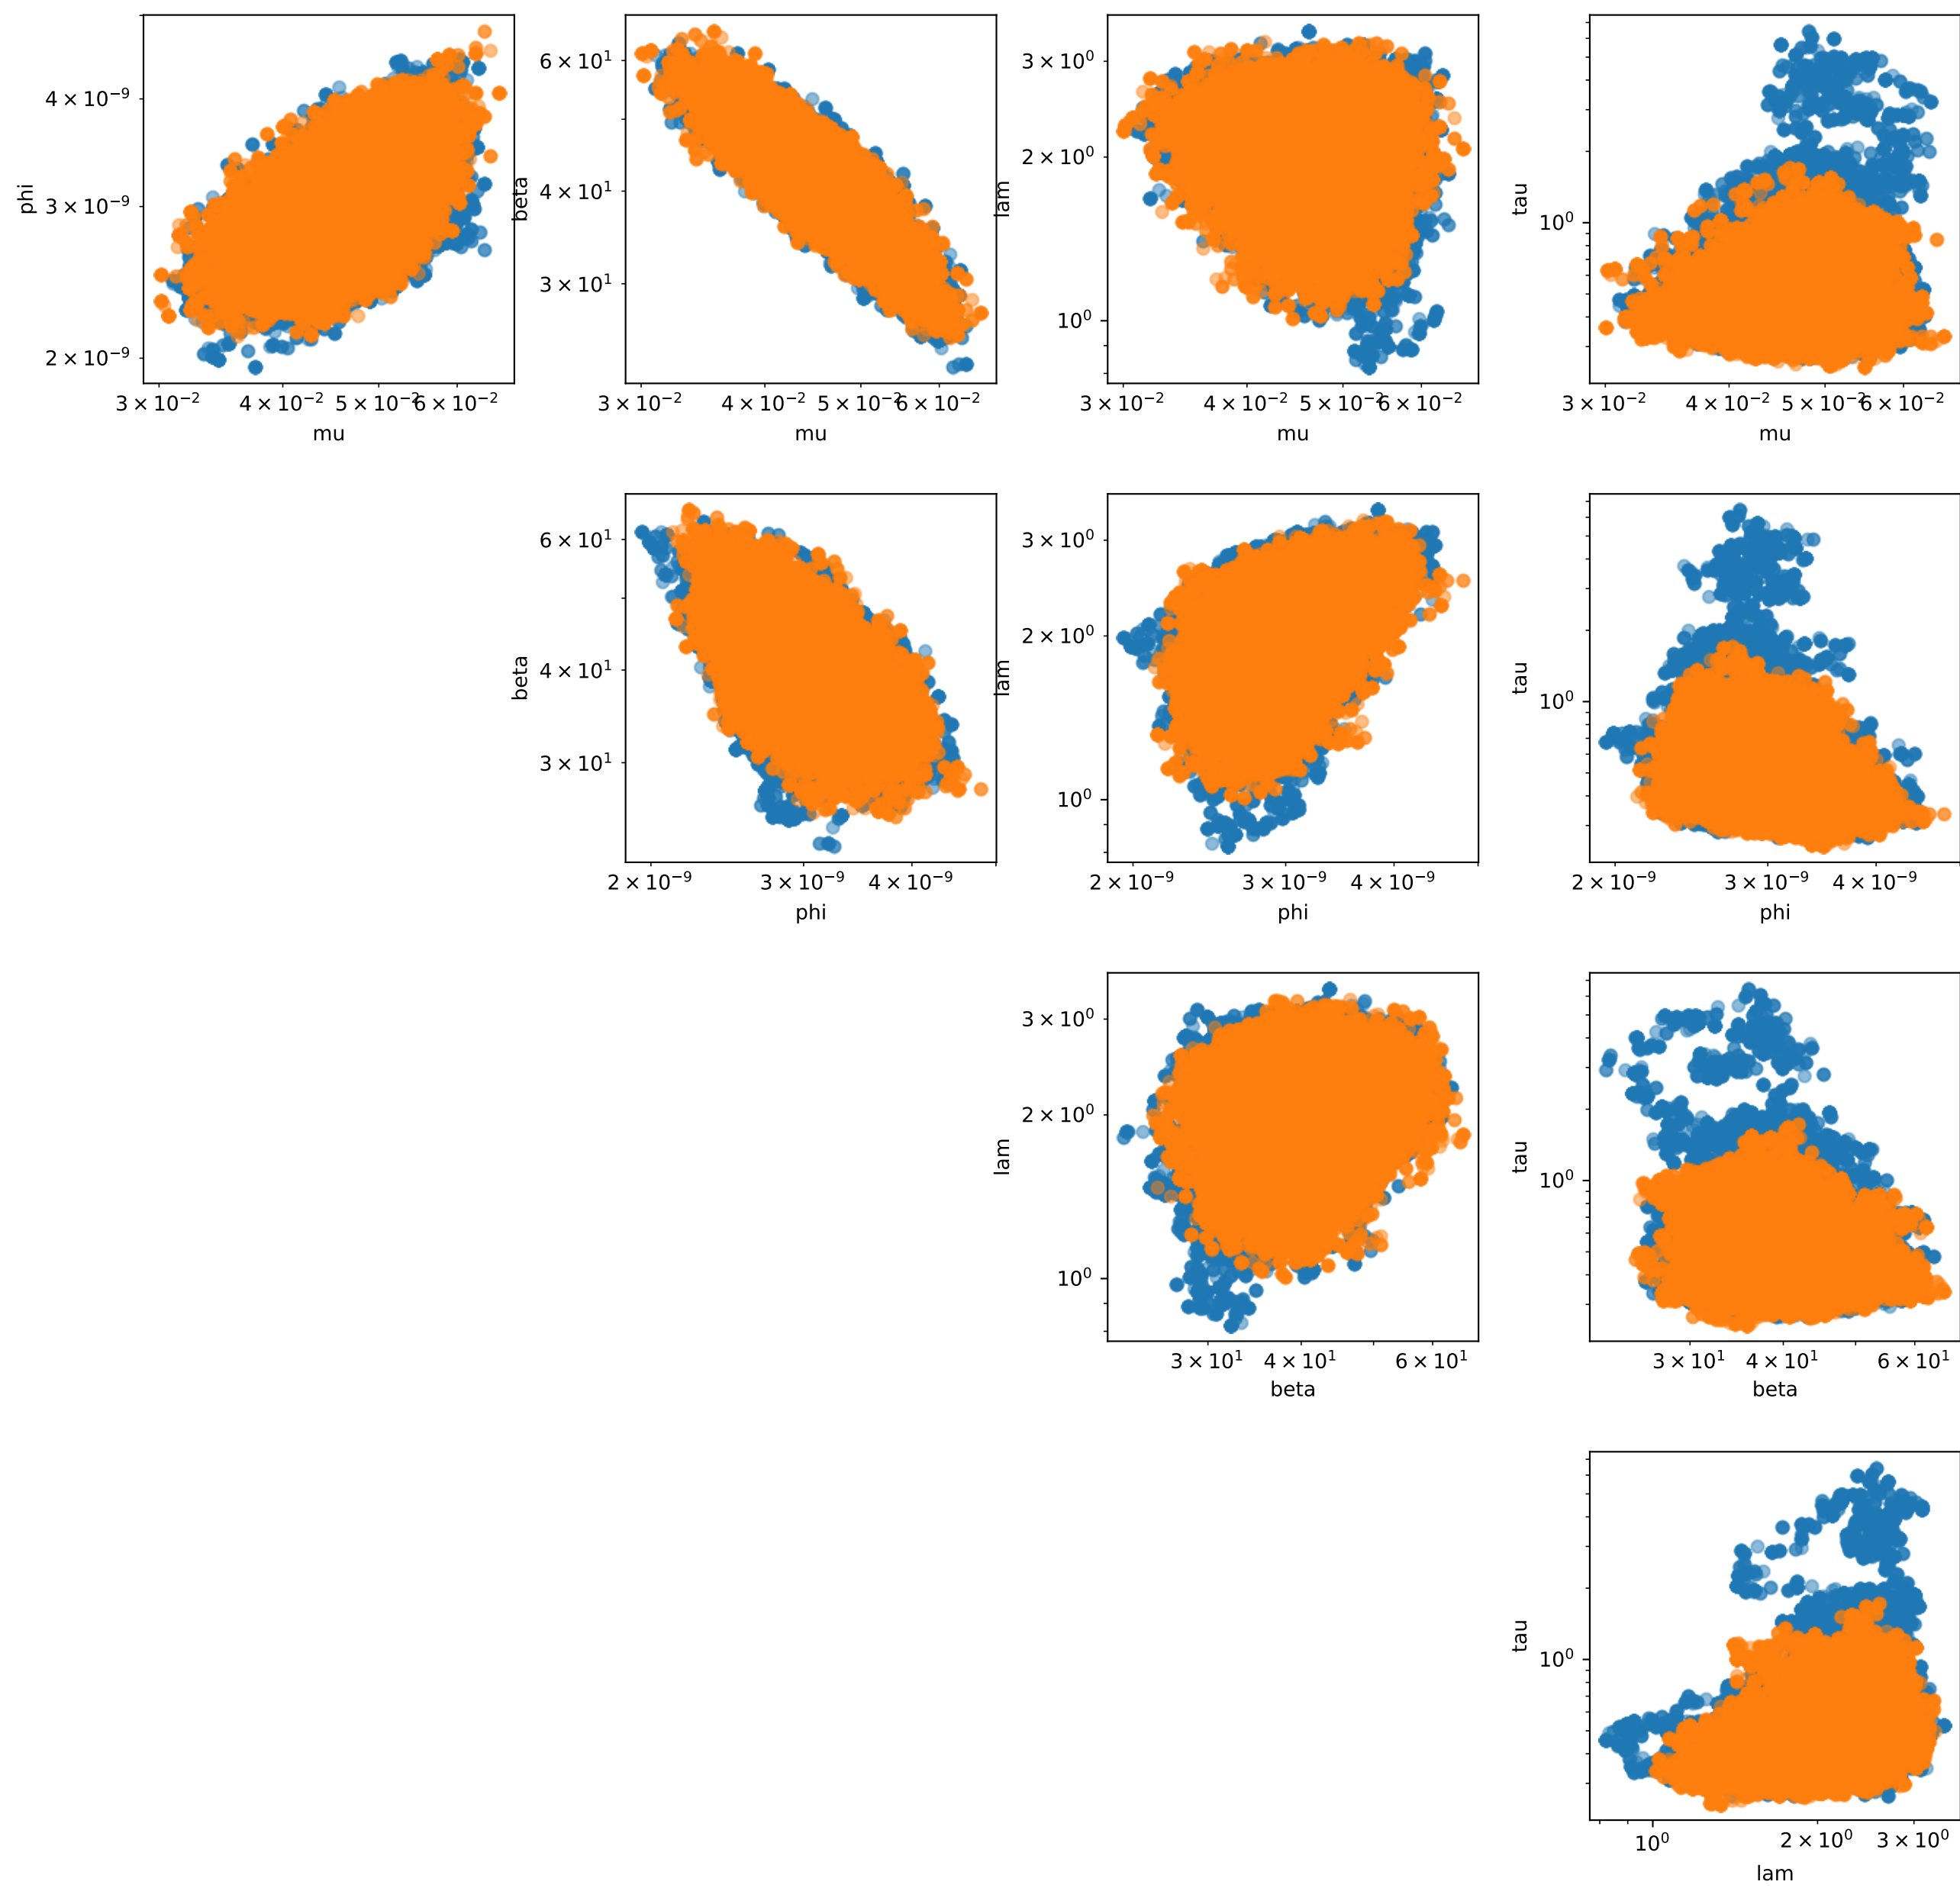 phi
4 × 10⁻⁹
3 × 10⁻⁹
2 × 10⁻⁹
3 × 10⁻² 4 × 10⁻² 5 × 10⁻² 6 × 10⁻²
mu
beta
6 × 10¹
4 × 10¹
3 × 10¹
3 × 10⁻² 4 × 10⁻² 5 × 10⁻² 6 × 10⁻²
mu
lam
3 × 10⁰
2 × 10⁰
10⁰
3 × 10⁻² 4 × 10⁻² 5 × 10⁻² 6 × 10⁻²
mu
tau
10⁰
3 × 10⁻² 4 × 10⁻² 5 × 10⁻² 6 × 10⁻²
mu
beta
6 × 10¹
4 × 10¹
3 × 10¹
2 × 10⁻⁹ 3 × 10⁻⁹ 4 × 10⁻⁹
phi
lam
3 × 10⁰
2 × 10⁰
10⁰
2 × 10⁻⁹ 3 × 10⁻⁹ 4 × 10⁻⁹
phi
tau
10⁰
2 × 10⁻⁹ 3 × 10⁻⁹ 4 × 10⁻⁹
phi
lam
3 × 10⁰
2 × 10⁰
10⁰
3 × 10¹ 4 × 10¹ 6 × 10¹
beta
tau
10⁰
3 × 10¹ 4 × 10¹ 6 × 10¹
beta
tau
10⁰
10⁰ 2 × 10⁰ 3 × 10⁰
lam